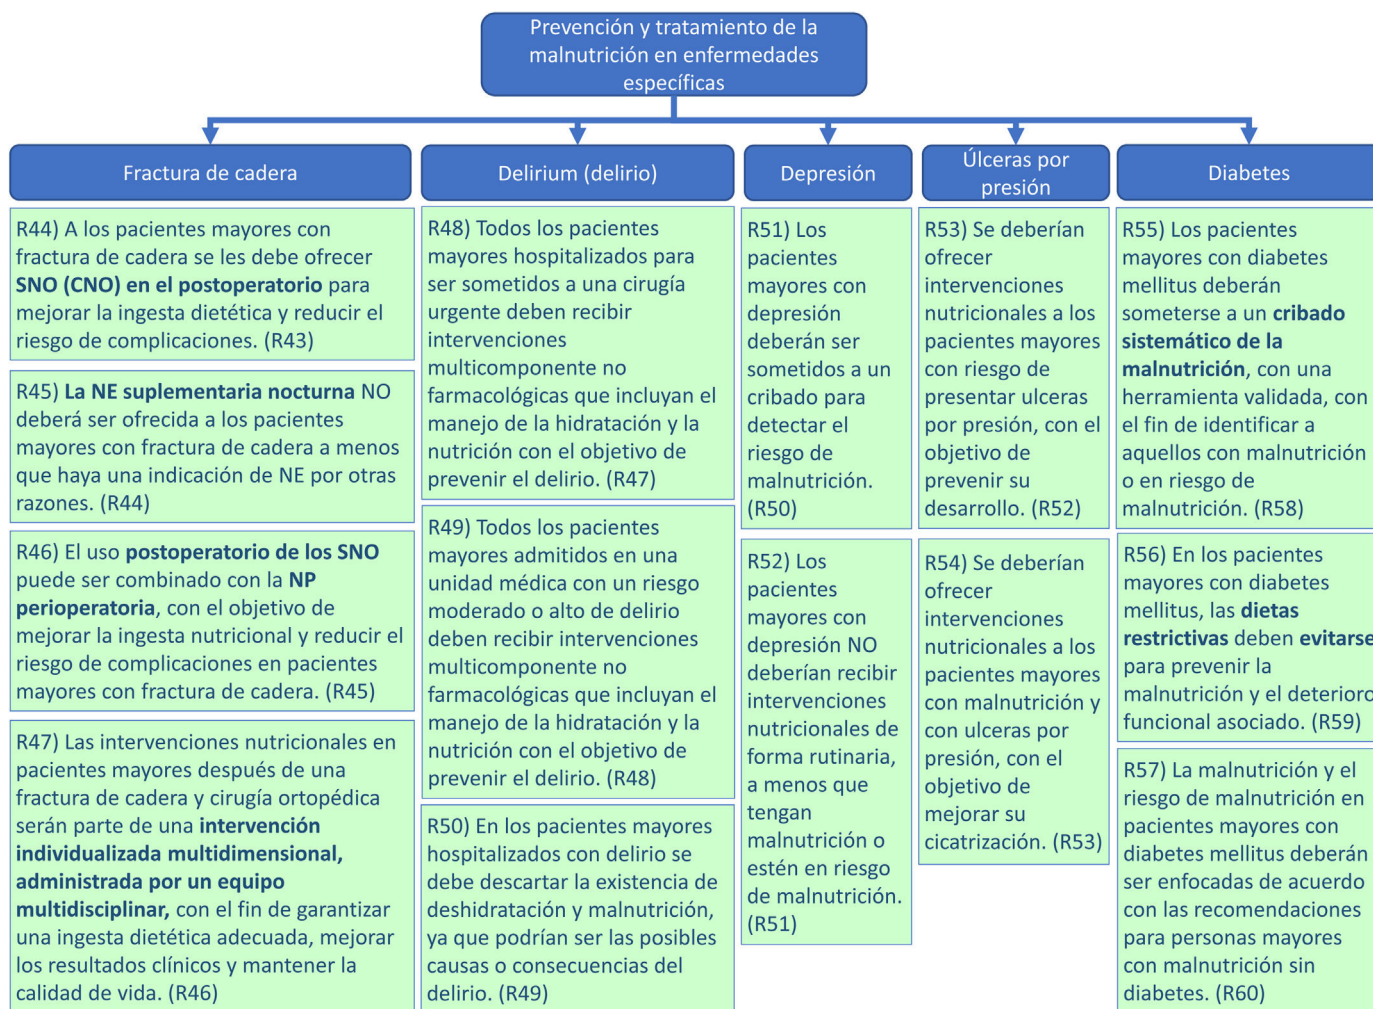 Prevención y tratamiento de la
malnutrición en enfermedades
específicas
Fractura de cadera
R44) A los pacientes mayores con
fractura de cadera se les debe ofrecer
SNO (CNO) en el postoperatorio para
mejorar la ingesta dietética y reducir el
riesgo de complicaciones. (R43)
R45) La NE suplementaria nocturna NO
deberá ser ofrecida a los pacientes
mayores con fractura de cadera a menos
que haya una indicación de NE por otras
razones. (R44)
R46) El uso postoperatorio de los SNO
puede ser combinado con la NP
perioperatoria, con el objetivo de
mejorar la ingesta nutricional y reducir el
riesgo de complicaciones en pacientes
mayores con fractura de cadera. (R45)
R47) Las intervenciones nutricionales en
pacientes mayores después de una
fractura de cadera y cirugía ortopédica
serán parte de una intervención
individualizada multidimensional,
administrada por un equipo
multidisciplinar, con el fin de garantizar
una ingesta dietética adecuada, mejorar
los resultados clínicos y mantener la
calidad de vida. (R46)
Delirium (delirio)
R48) Todos los pacientes
mayores hospitalizados para
ser sometidos a una cirugía
urgente deben recibir
intervenciones
multicomponente no
farmacológicas que incluyan el
manejo de la hidratación y la
nutrición con el objetivo de
prevenir el delirio. (R47)
R49) Todos los pacientes
mayores admitidos en una
unidad médica con un riesgo
moderado o alto de delirio
deben recibir intervenciones
multicomponente no
farmacológicas que incluyan el
manejo de la hidratación y la
nutrición con el objetivo de
prevenir el delirio. (R48)
R50) En los pacientes mayores
hospitalizados con delirio se
debe descartar la existencia de
deshidratación y malnutrición,
ya que podrían ser las posibles
causas o consecuencias del
delirio. (R49)
Depresión
R51) Los
pacientes
mayores con
depresión
deberán ser
sometidos a un
cribado para
detectar el
riesgo de
malnutrición.
(R50)
R52) Los
pacientes
mayores con
depresión NO
deberían recibir
intervenciones
nutricionales de
forma rutinaria,
a menos que
tengan
malnutrición o
estén en riesgo
de malnutrición.
(R51)
Úlceras por
presión
R53) Se deberían
ofrecer
intervenciones
nutricionales a los
pacientes mayores
con riesgo de
presentar ulceras
por presión, con el
objetivo de
prevenir su
desarrollo. (R52)
R54) Se deberían
ofrecer
intervenciones
nutricionales a los
pacientes mayores
con malnutrición y
con ulceras por
presión, con el
objetivo de
mejorar su
cicatrización. (R53)
Diabetes
R55) Los pacientes
mayores con diabetes
mellitus deberán
someterse a un cribado
sistemático de la
malnutrición, con una
herramienta validada, con
el fin de identificar a
aquellos con malnutrición
o en riesgo de
malnutrición. (R58)
R56) En los pacientes
mayores con diabetes
mellitus, las dietas
restrictivas deben evitarse
para prevenir la
malnutrición y el deterioro
funcional asociado. (R59)
R57) La malnutrición y el
riesgo de malnutrición en
pacientes mayores con
diabetes mellitus deberán
ser enfocadas de acuerdo
con las recomendaciones
para personas mayores
con malnutrición sin
diabetes. (R60)